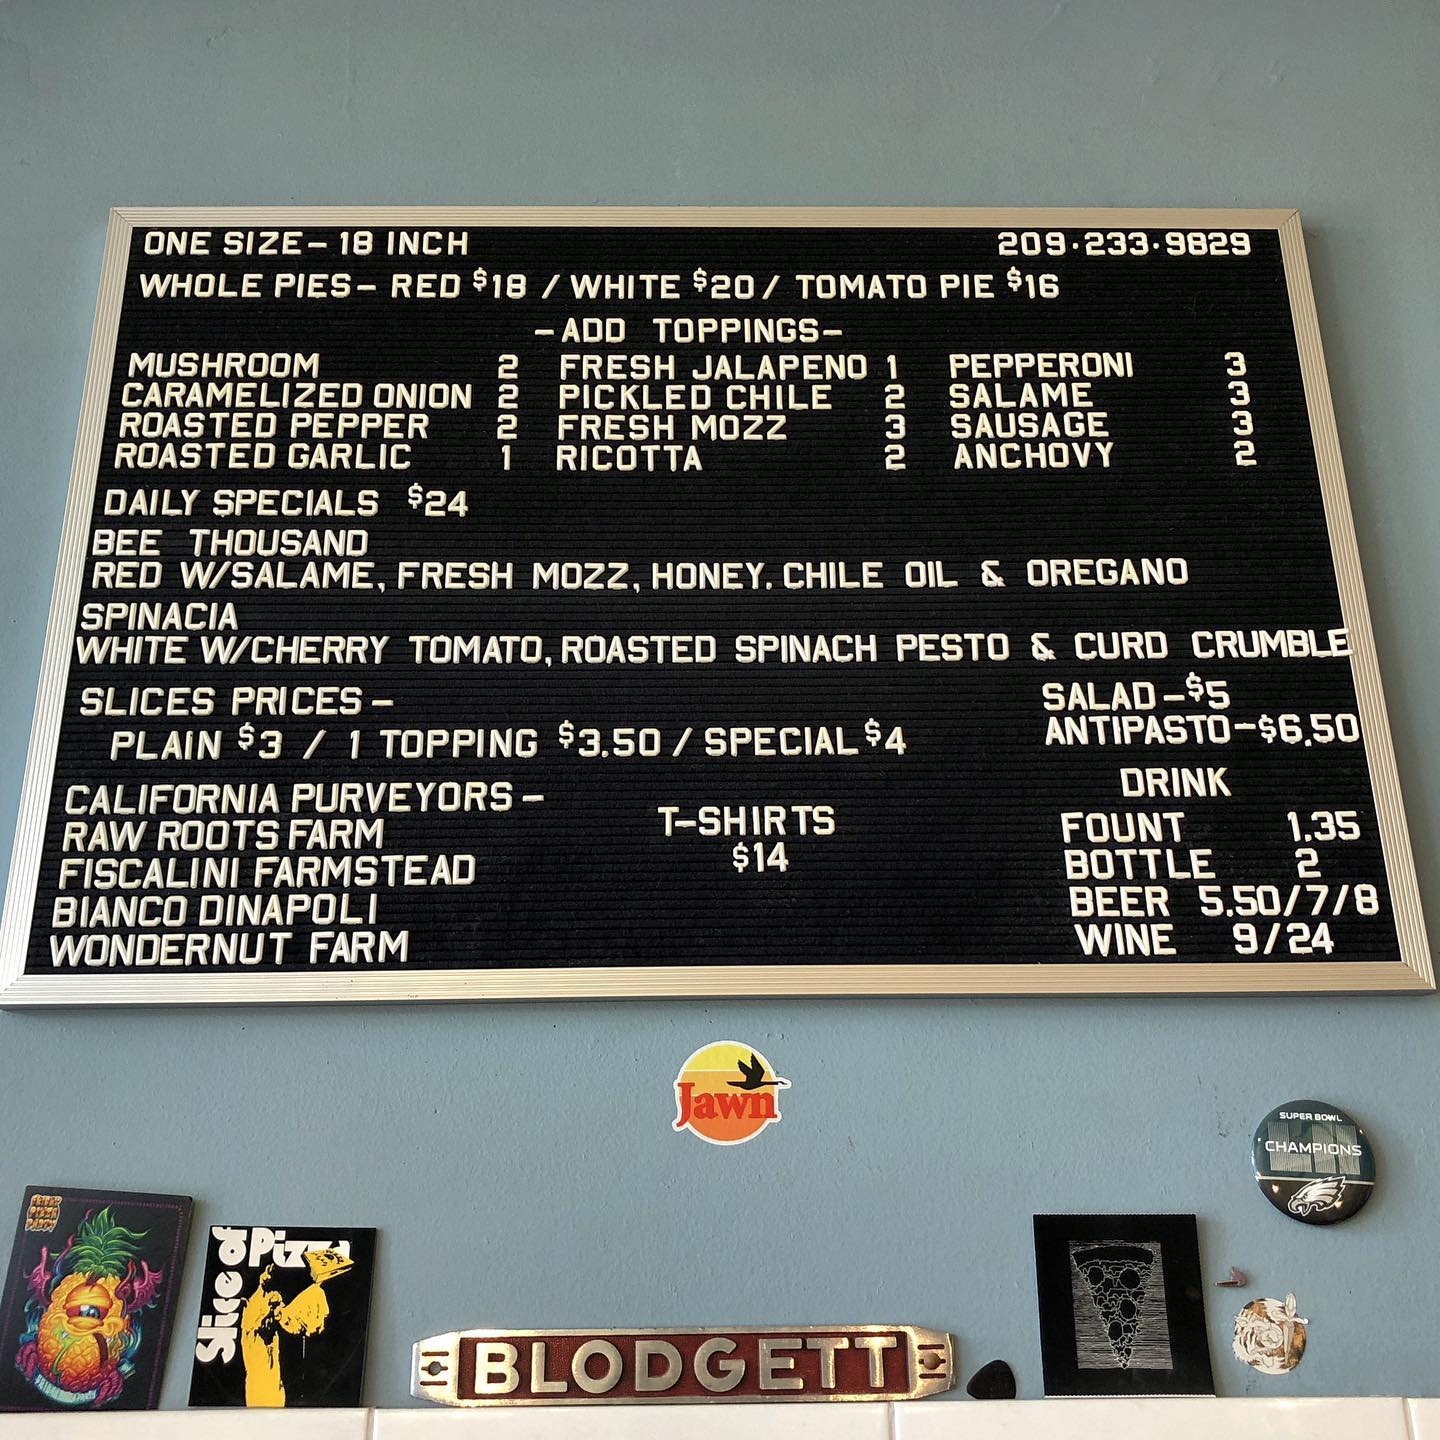 ONE SIZE- 18 INCH 209·233·9829
WHOLE PIES- RED $18 / WHITE $20 / TOMATO PIE $16
-ADD TOPPINGS-
MUSHROOM 2 FRESH JALAPENO 1 PEPPERONI 3
CARAMELIZED ONION 2 PICKLED CHILE 2 SALAME 3
ROASTED PEPPER 2 FRESH MOZZ 3 SAUSAGE 3
ROASTED GARLIC 1 RICOTTA 2 ANCHOVY 2
DAILY SPECIALS $24
BEE THOUSAND
RED W/SALAME, FRESH MOZZ, HONEY. CHILE OIL & OREGANO
SPINACIA
WHITE W/CHERRY TOMATO, ROASTED SPINACH PESTO & CURD CRUMBLE
SLICES PRICES-
PLAIN $3 / 1 TOPPING $3.50 / SPECIAL $4
SALAD-$5
ANTIPASTO-$6.50
CALIFORNIA PURVEYORS-
RAW ROOTS FARM
FISCALINI FARMSTEAD
BIANCO DINAPOLI
WONDERNUT FARM
T-SHIRTS
$14
DRINK
FOUNT 1.35
BOTTLE 2
BEER 5.50/7/8
WINE 9/24
Jawn
SUPER BOWL
LII
CHAMPIONS
PIZZA
Slice of Pizza
BLODGETT